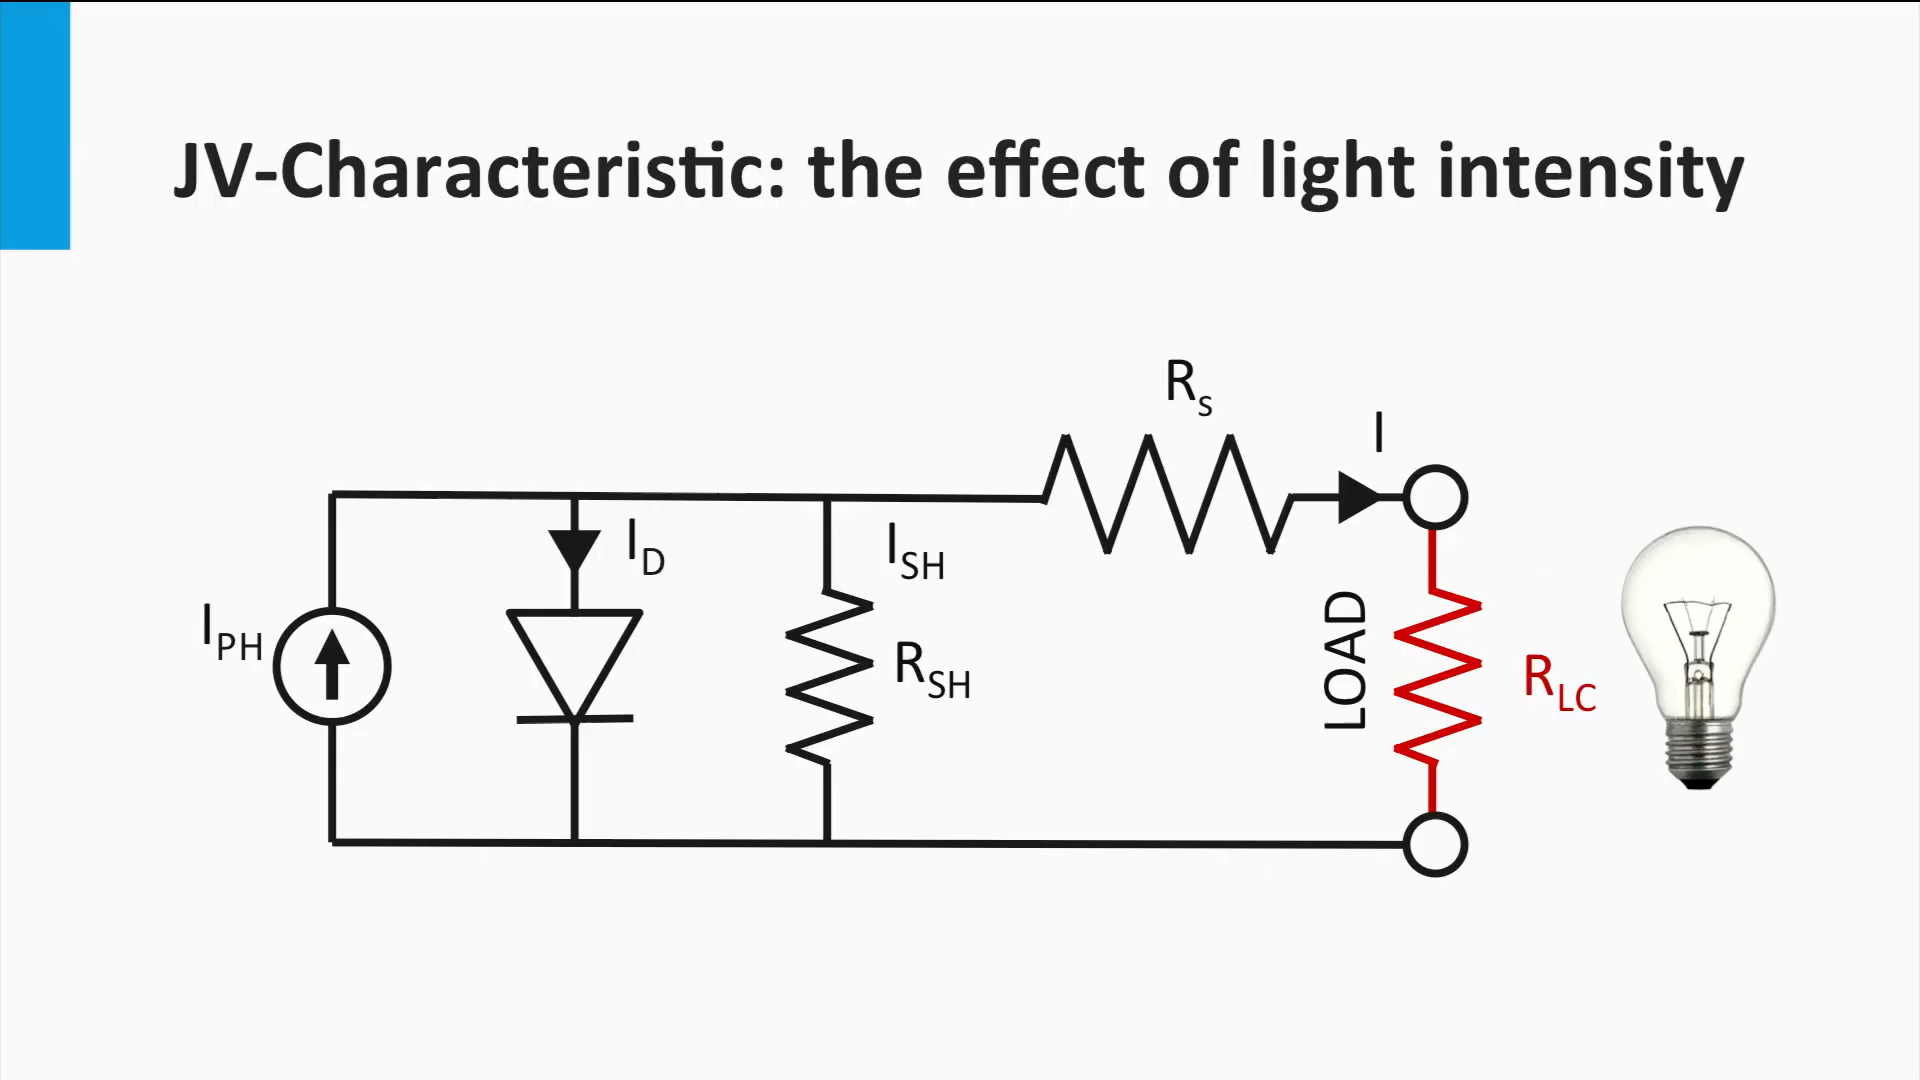 JV-Characteristic: the effect of light intensity
Rs
I
ID
ISH
IPH
RSH
LOAD
RLC